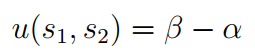 u(s₁, s₂) = β − α